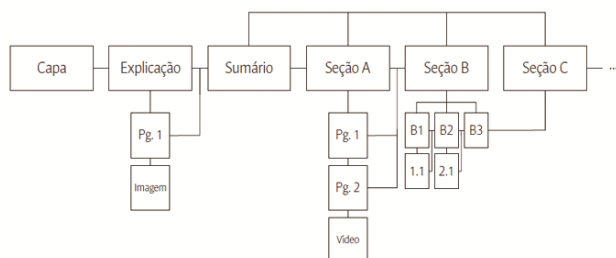 Capa
Explicação
Sumário
Seção A
Seção B
Seção C
...
Pg. 1
Pg. 1
B1
B2
B3
Imagem
Pg. 2
1.1
2.1
Vídeo